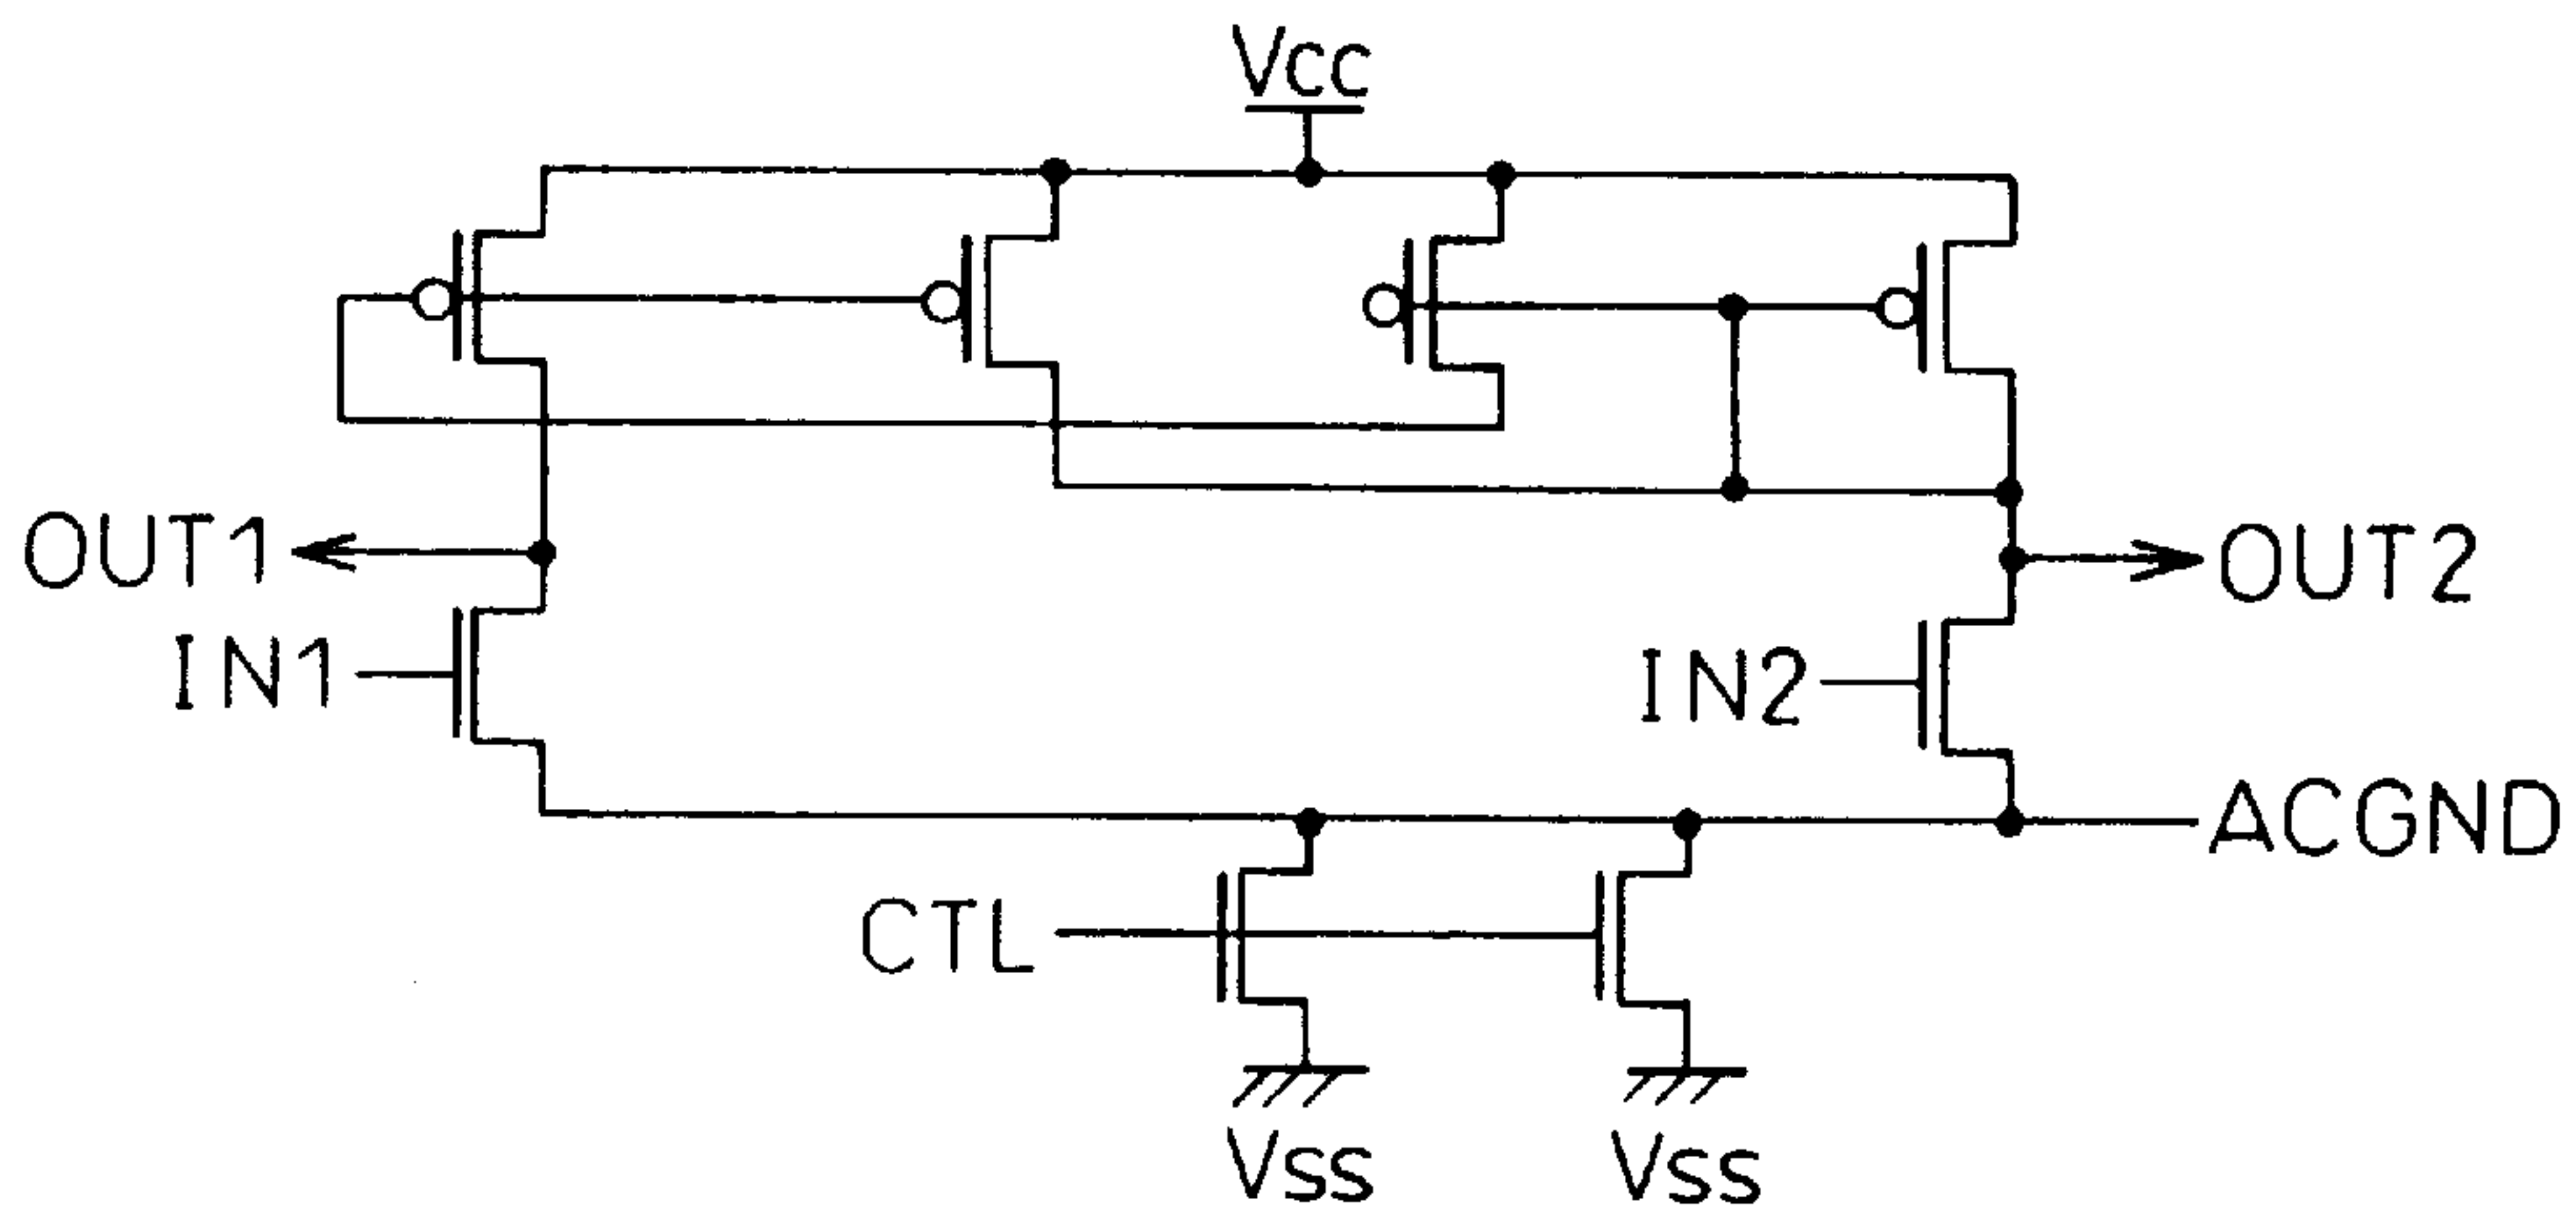 Vcc
OUT1
OUT2
IN1
IN2
ACGND
CTL
Vss
Vss